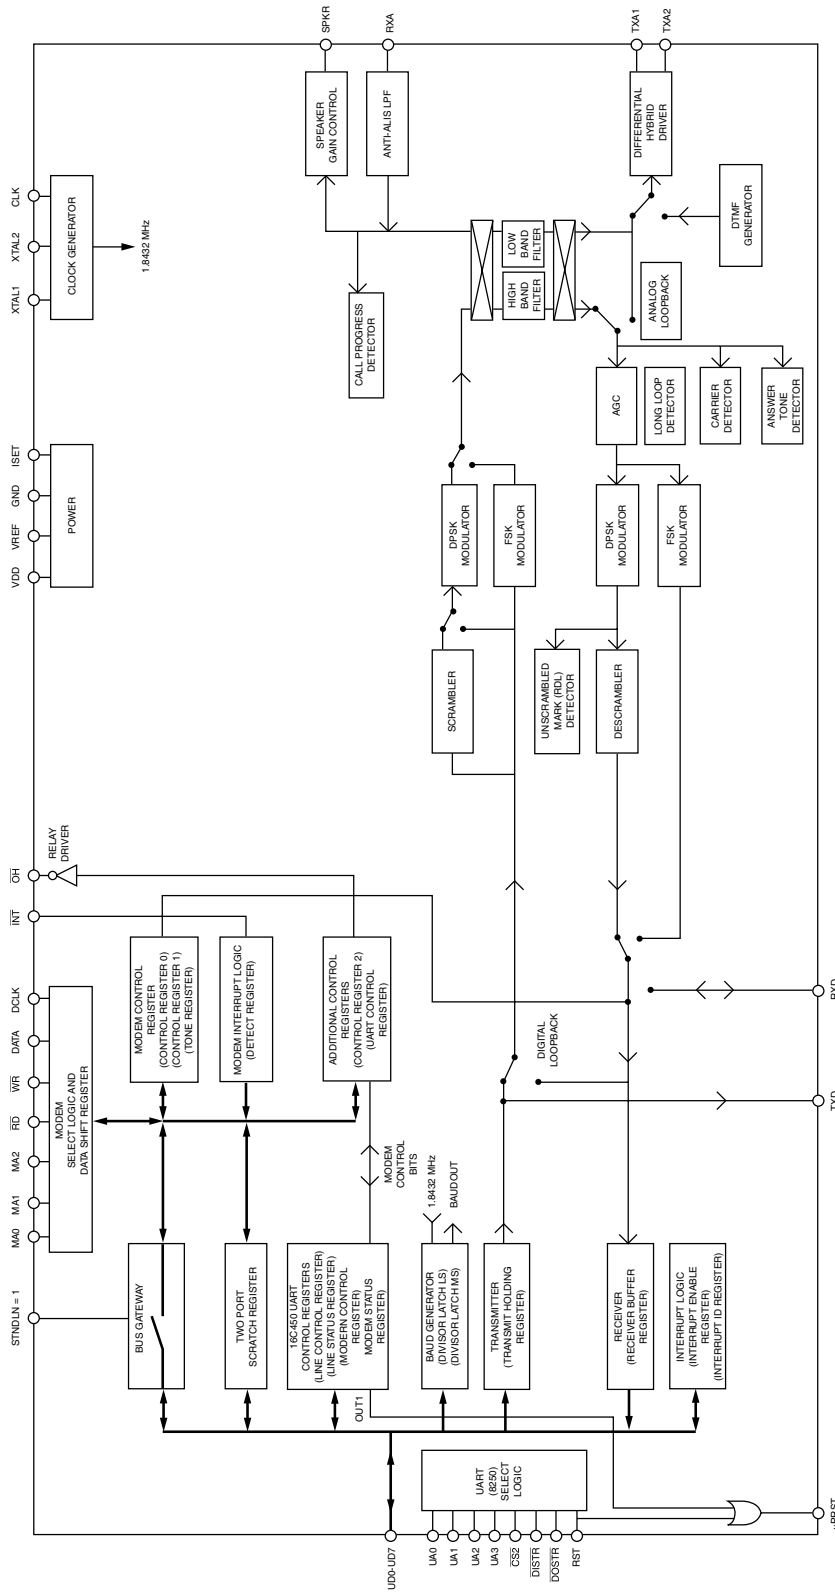 STNDLN = 1
MA0
MA1
MA2
RD
WR
DATA
DCLK
INT
OH
VDD
VREF
GND
ISET
XTAL1
XTAL2
CLK
MODEM
SELECT LOGIC AND
DATA SHIFT REGISTER
RELAY
DRIVER
POWER
CLOCK GENERATOR
1.8432 MHz
BUS GATEWAY
MODEM CONTROL
REGISTER
(CONTROL REGISTER 0)
(CONTROL REGISTER 1)
(TONE REGISTER)
TWO PORT
SCRATCH REGISTER
MODEM INTERRUPT LOGIC
(DETECT REGISTER)
16C450 UART
CONTROL REGISTERS
(LINE CONTROL REGISTER)
(LINE STATUS REGISTER)
(MODERN CONTROL
REGISTER)
MODEM STATUS
REGISTER)
OUT1
ADDITIONAL CONTROL
REGISTERS
(CONTROL REGISTER 2)
(UART CONTROL
REGISTER)
MODEM
CONTROL
BITS
SPEAKER
GAIN CONTROL
SPKR
ANTI-ALIS LPF
RXA
CALL PROGRESS
DETECTOR
UD0-UD7
UA0
UA1
UA2
UA3
CS2
DISTR
DOSTR
RST
UART
(8250)
SELECT
LOGIC
BAUD GENERATOR
(DIVISOR LATCH LS)
(DIVISOR LATCH MS)
1.8432 MHz
BAUDOUT
TRANSMITTER
(TRANSMIT HOLDING
REGISTER)
DIGITAL
LOOPBACK
SCRAMBLER
DPSK
MODULATOR
FSK
MODULATOR
HIGH
BAND
FILTER
LOW
BAND
FILTER
UNSCRAMBLED
MARK (RDL)
DETECTOR
DESCRAMBLER
DPSK
MODULATOR
FSK
MODULATOR
AGC
LONG LOOP
DETECTOR
CARRIER
DETECTOR
ANSWER
TONE
DETECTOR
ANALOG
LOOPBACK
DIFFERENTIAL
HYBRID
DRIVER
TXA1
TXA2
DTMF
GENERATOR
RECEIVER
(RECEIVER BUFFER
REGISTER)
INTERRUPT LOGIC
(INTERRUPT ENABLE
REGISTER)
(INTERRUPT ID REGISTER)
TXD
RXD